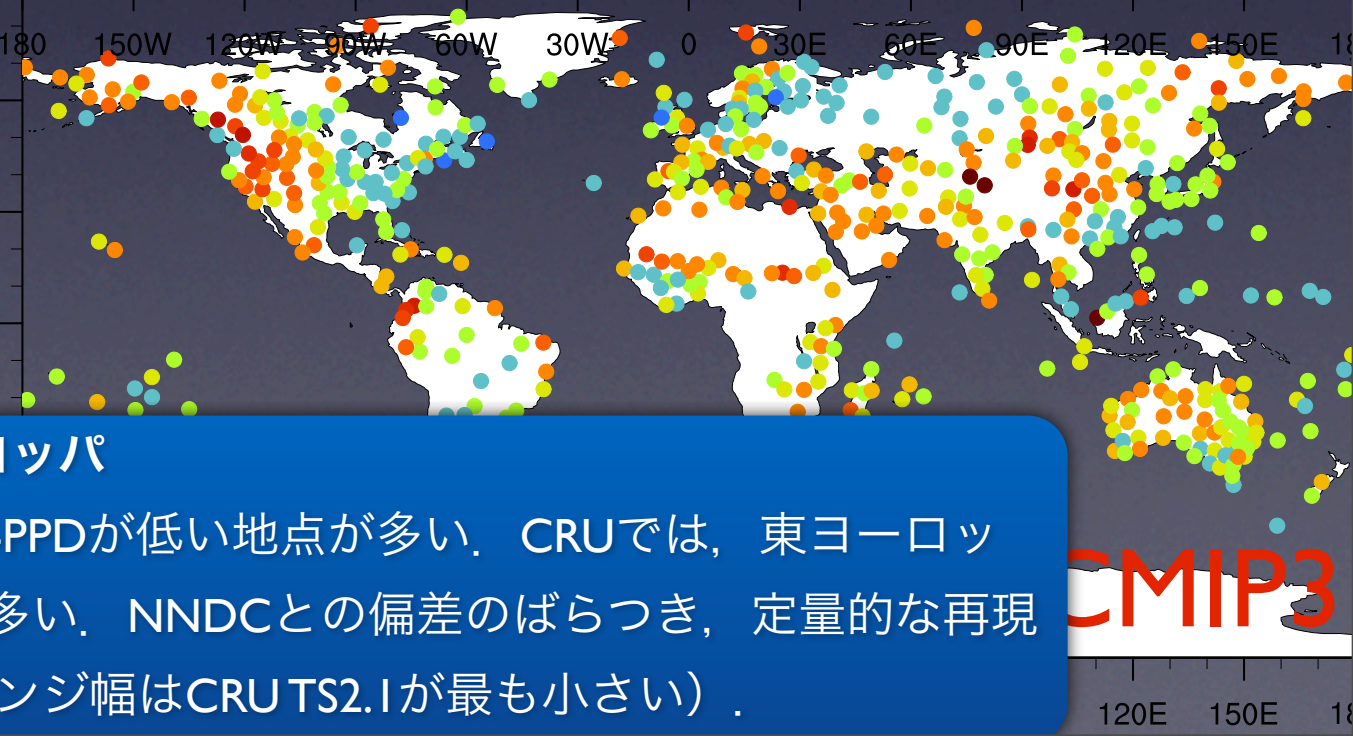 180 150W 120W 90W 60W 30W 0 30E 60E 90E 120E 150E 18
ロッパ
PPDが低い地点が多い．CRUでは，東ヨーロッ
多い．NNDCとの偏差のばらつき，定量的な再現
ンジ幅はCRU TS2.1が最も小さい）．
CMIP3
120E 150E 18